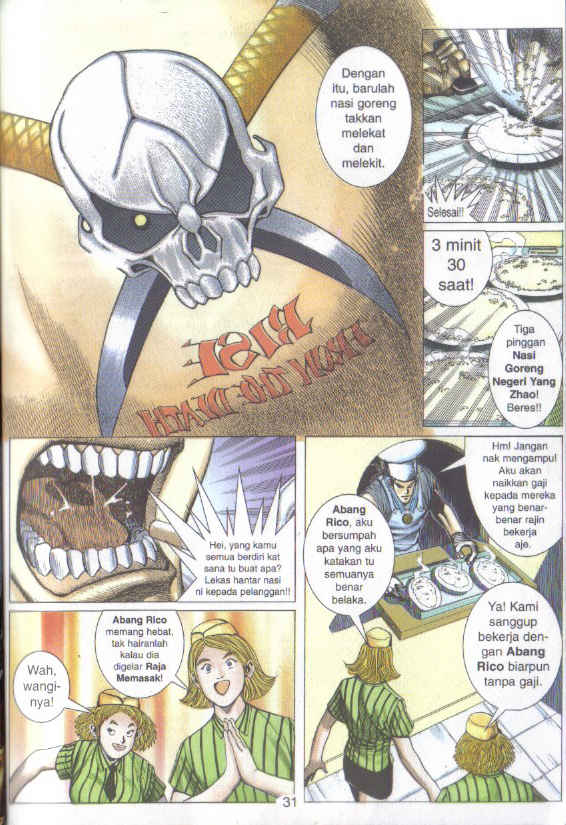 Dengan
itu, barulah
nasi goreng
takkan
melekat
dan
melekit.
Selesai!!
3 minit
30
saat!
Tiga
pinggan
Nasi
Goreng
Negeri Yang
Zhao!
Beres!!
Hei, yang kamu
semua berdiri kat
sana tu buat apa?
Lekas hantar nasi
ni kepada pelanggan!!
Hm! Jangan
nak mengampu!
Aku akan
naikkan gaji
kepada mereka
yang benar-
benar rajin
bekerja
aje.
Abang
Rico, aku
bersumpah
apa yang aku
katakan tu
semuanya
benar
belaka.
Ya! Kami
sanggup
bekerja den-
gan Abang
Rico biarpun
tanpa gaji.
Abang Rico
memang hebat,
tak hairanlah
kalau dia
digelar Raja
Memasak!
Wah,
wangi-
nya!
31